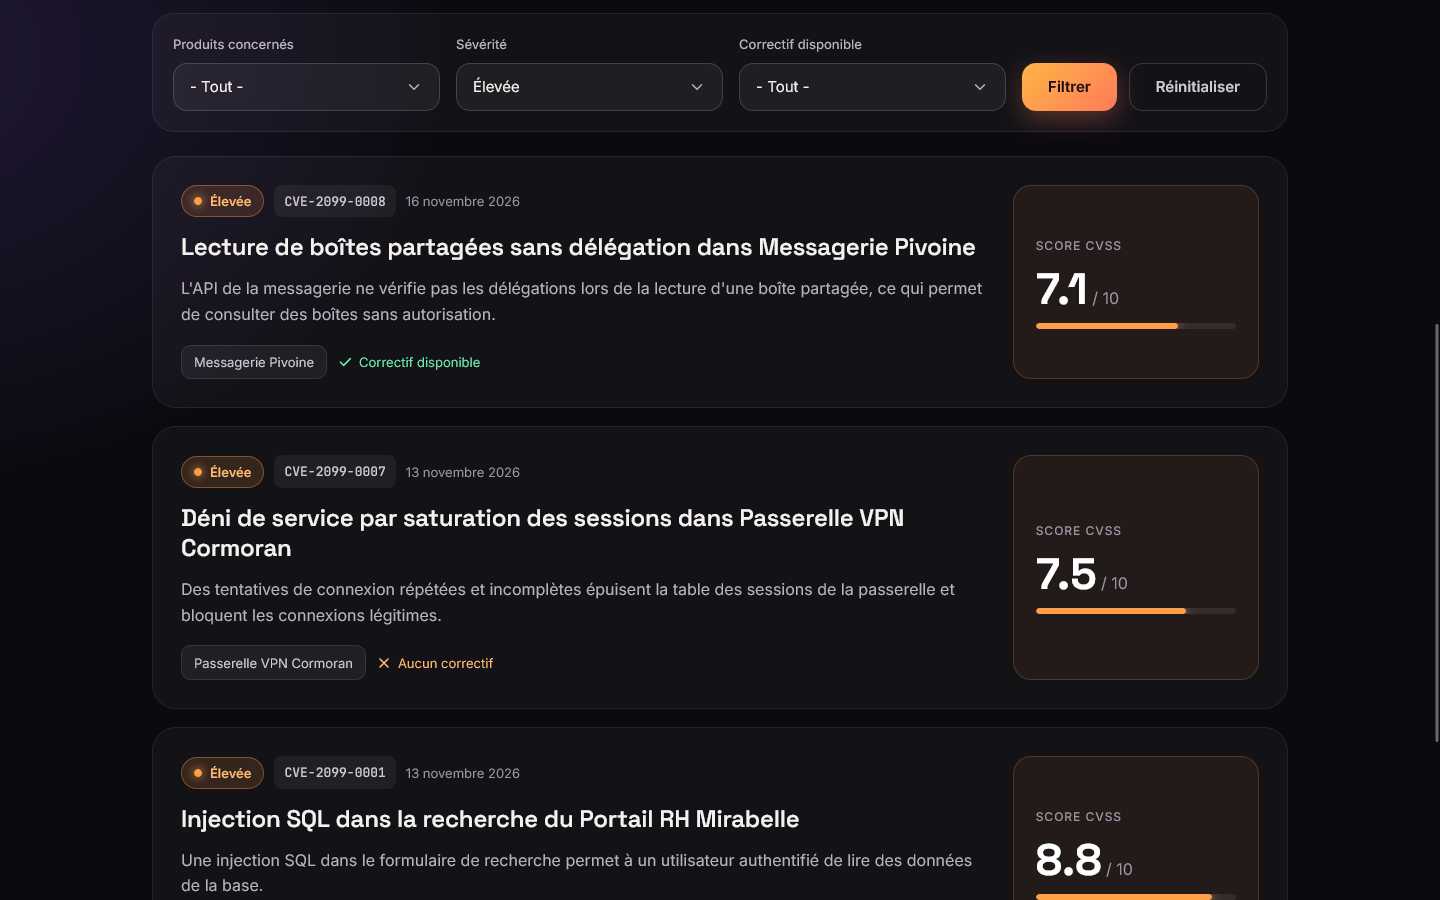 Produits concernés
Sévérité
Correctif disponible
- Tout -
Élevée
- Tout -
Filtrer
Réinitialiser
Élevée
CVE-2099-0008
16 novembre 2026
Lecture de boîtes partagées sans délégation dans Messagerie Pivoine
L'API de la messagerie ne vérifie pas les délégations lors de la lecture d'une boîte partagée, ce qui permet
de consulter des boîtes sans autorisation.
Messagerie Pivoine
Correctif disponible
SCORE CVSS
7.1 / 10
Élevée
CVE-2099-0007
13 novembre 2026
Déni de service par saturation des sessions dans Passerelle VPN
Cormoran
Des tentatives de connexion répétées et incomplètes épuisent la table des sessions de la passerelle et
bloquent les connexions légitimes.
Passerelle VPN Cormoran
Aucun correctif
SCORE CVSS
7.5 / 10
Élevée
CVE-2099-0001
13 novembre 2026
Injection SQL dans la recherche du Portail RH Mirabelle
Une injection SQL dans le formulaire de recherche permet à un utilisateur authentifié de lire des données
de la base.
SCORE CVSS
8.8 / 10